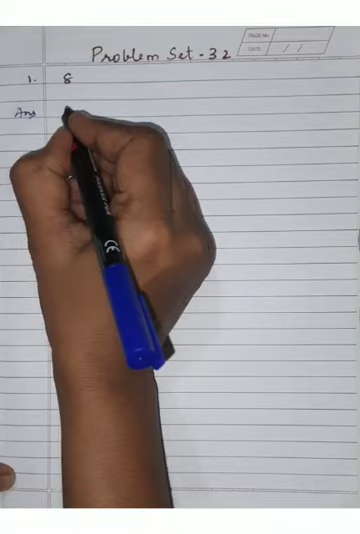 PAGE NO.
Problem Set - 32
DATE / /
1. 8
Ans
CE